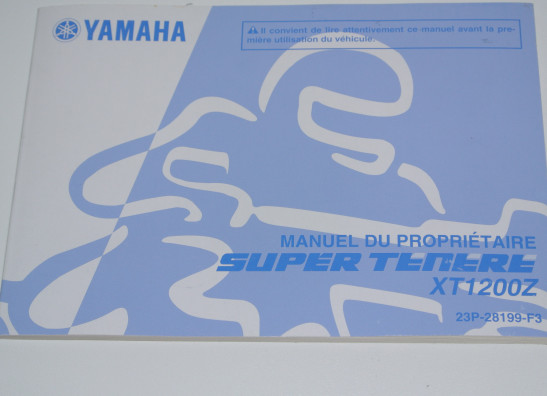 YAMAHA
Il convient de lire attentivement ce manuel avant la pre-
mière utilisation du véhicule.
MANUEL DU PROPRIÉTAIRE
SUPER TENERE
XT1200Z
23P-28199-F3